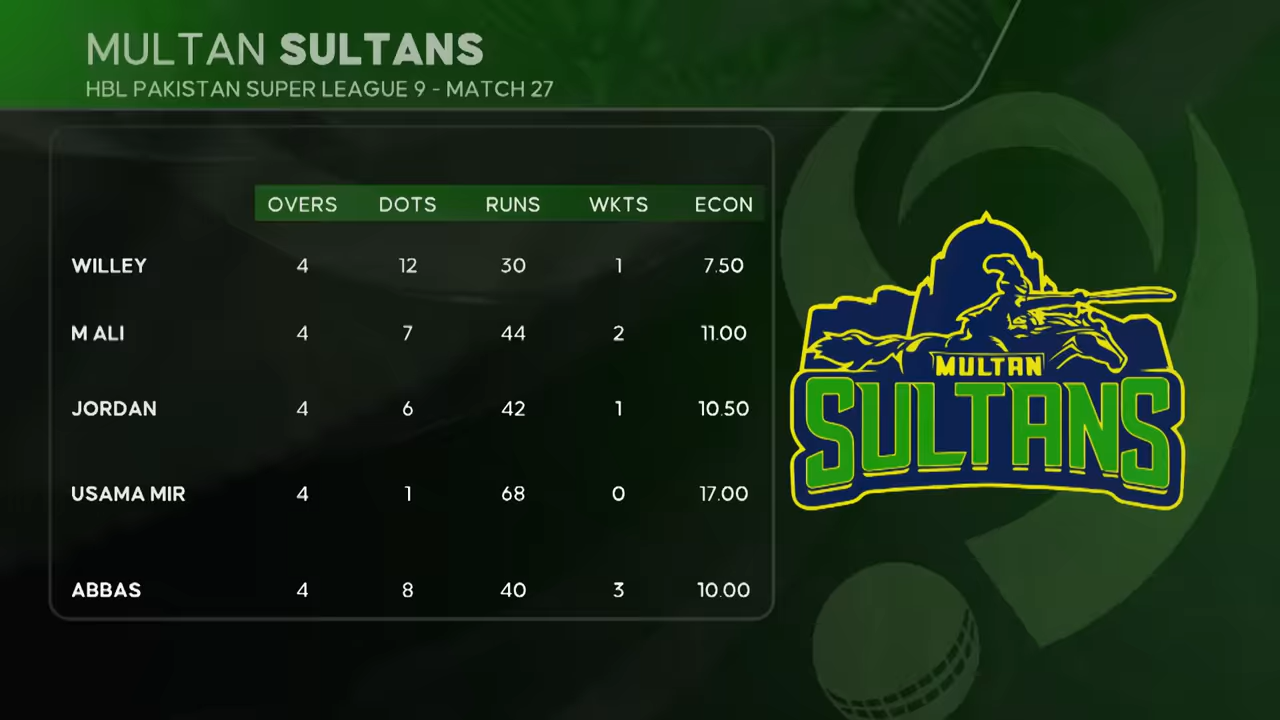 MULTAN SULTANS
HBL PAKISTAN SUPER LEAGUE 9 - MATCH 27
OVERS DOTS RUNS WKTS ECON
WILLEY 4 12 30 1 7.50
M ALI 4 7 44 2 11.00
JORDAN 4 6 42 1 10.50
USAMA MIR 4 1 68 0 17.00
ABBAS 4 8 40 3 10.00
MULTAN
SULTANS